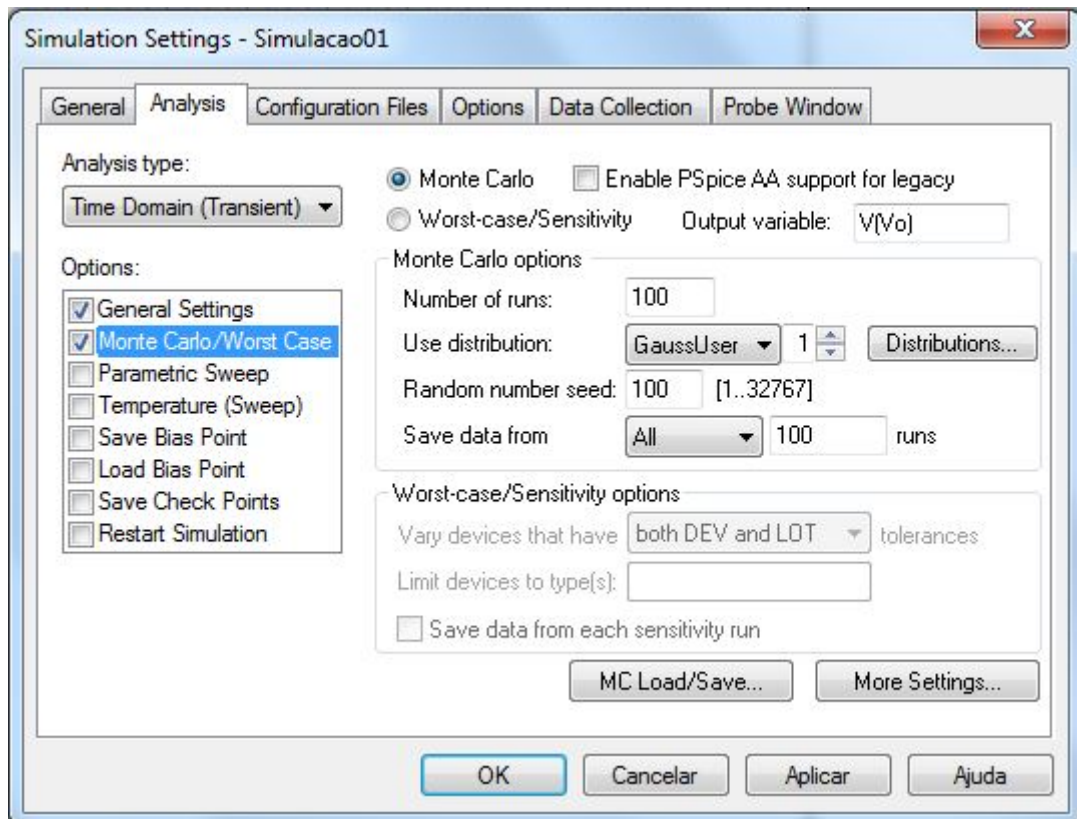 Simulation Settings - Simulacao01
General Analysis Configuration Files Options Data Collection Probe Window
Analysis type:
Time Domain (Transient)
Options:
General Settings
Monte Carlo/Worst Case
Parametric Sweep
Temperature (Sweep)
Save Bias Point
Load Bias Point
Save Check Points
Restart Simulation
Monte Carlo Enable PSpice AA support for legacy
Worst-case/Sensitivity Output variable: V(Vo)
Monte Carlo options
Number of runs: 100
Use distribution: GaussUser 1 Distributions...
Random number seed: 100 [1..32767]
Save data from All 100 runs
Worst-case/Sensitivity options
Vary devices that have both DEV and LOT tolerances
Limit devices to type(s):
Save data from each sensitivity run
MC Load/Save... More Settings...
OK Cancelar Aplicar Ajuda